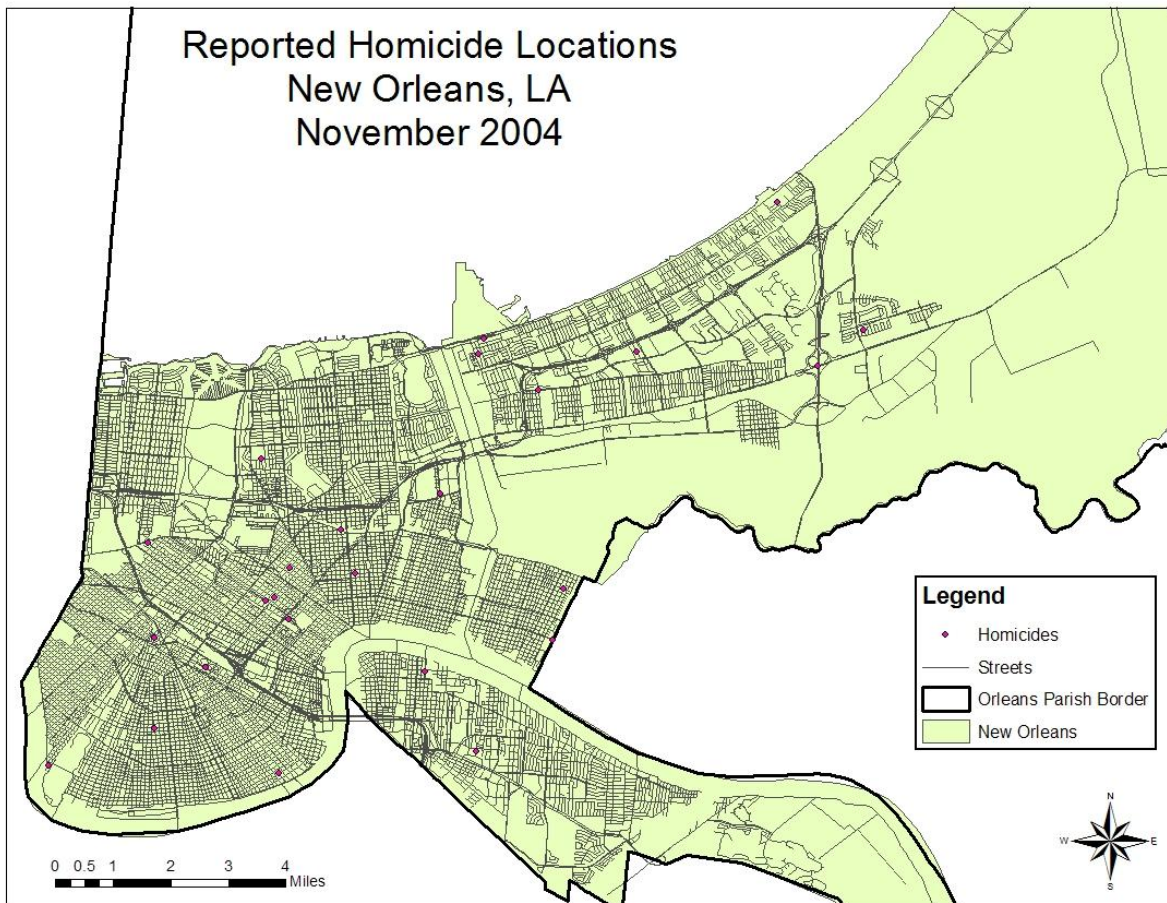 Reported Homicide Locations
New Orleans, LA
November 2004
Legend
Homicides
Streets
Orleans Parish Border
New Orleans
0 0.5 1 2 3 4
Miles
N
W E
S